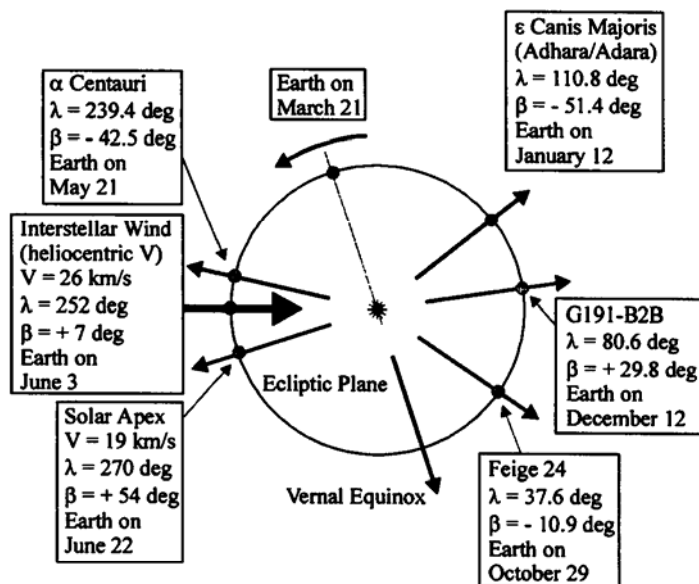 α Centauri
λ = 239.4 deg
β = - 42.5 deg
Earth on
May 21
Earth on
March 21
ε Canis Majoris
(Adhara/Adara)
λ = 110.8 deg
β = - 51.4 deg
Earth on
January 12
Interstellar Wind
(heliocentric V)
V = 26 km/s
λ = 252 deg
β = + 7 deg
Earth on
June 3
G191-B2B
λ = 80.6 deg
β = + 29.8 deg
Earth on
December 12
Ecliptic Plane
Solar Apex
V = 19 km/s
λ = 270 deg
β = + 54 deg
Earth on
June 22
Vernal Equinox
Feige 24
λ = 37.6 deg
β = - 10.9 deg
Earth on
October 29